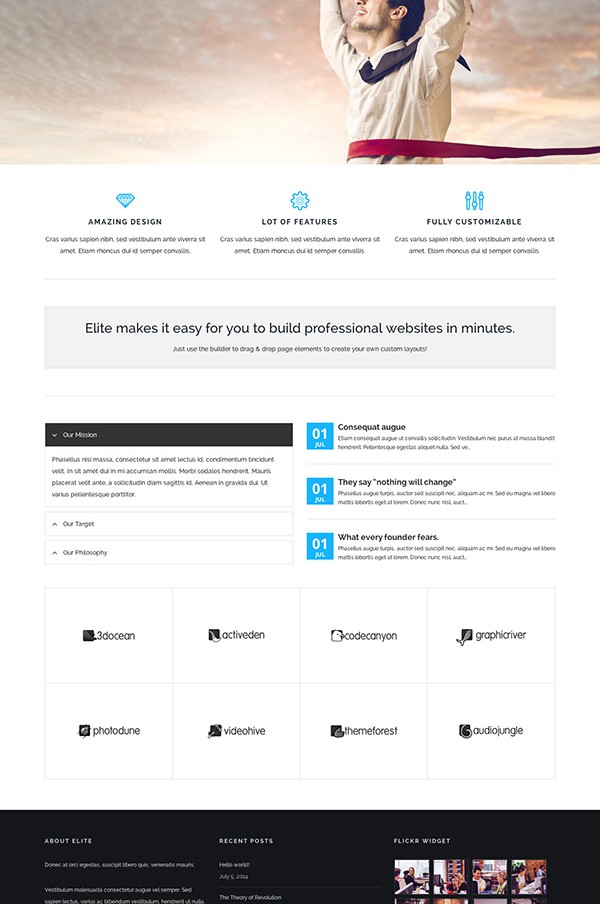 AMAZING DESIGN
Cras varius sapien nibh, sed vestibulum ante viverra sit
amet. Etiam rhoncus dui id semper convallis.
LOT OF FEATURES
Cras varius sapien nibh, sed vestibulum ante viverra sit
amet. Etiam rhoncus dui id semper convallis.
FULLY CUSTOMIZABLE
Cras varius sapien nibh, sed vestibulum ante viverra sit
amet. Etiam rhoncus dui id semper convallis.
Elite makes it easy for you to build professional websites in minutes.
Just use the builder to drag & drop page elements to create your own custom layouts!
Our Mission
Phasellus nisi massa, consectetur sit amet lectus id, condimentum tincidunt
velit. In sit amet dui in mi accumsan mollis. Morbi sodales hendrerit. Mauris
placerat velit ante, a sollicitudin diam sagittis id. Aenean in gravida dui. Ut
varius pellentesque porttitor.
Our Target
Our Philosophy
01
JUL
Consequat augue
Etiam consequat augue ut convallis sollicitudin. Vestibulum nec purus at massa blandit
hendrerit. Pellentesque egestas aliquet nulla. Sed ve...
01
JUL
They say "nothing will change"
Phasellus augue turpis, auctor sed suscipit nec, aliquam ac mi. Sed eu magna vel libero
mattis lobortis eget at lorem. Donec nunc nisl, auct...
01
JUL
What every founder fears.
Phasellus augue turpis, auctor sed suscipit nec, aliquam ac mi. Sed eu magna vel libero
mattis lobortis eget at lorem. Donec nunc nisl, auct...
3docean
activeden
codecanyon
graphicriver
photodune
videohive
themeforest
audiojungle
ABOUT ELITE
Donec at orci egestas, suscipit libero quis, venenatis mauris.
Vestibulum malesuada consectetur augue vel semper. Sed
sapien lectus, varius ac bibendum vestibulum, hendrerit ut nulla.
RECENT POSTS
Hello world!
July 5, 2014
The Theory of Revolution
FLICKR WIDGET